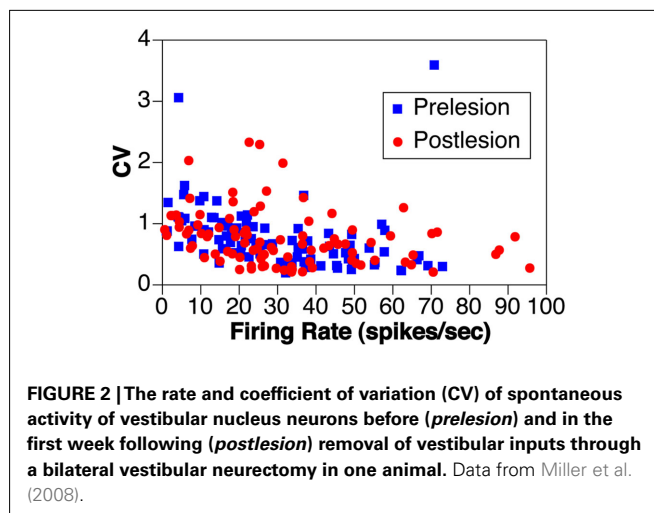 4
3
2
1
0
CV
Prelesion
Postlesion
0 10 20 30 40 50 60 70 80 90 100
Firing Rate (spikes/sec)
FIGURE 2 | The rate and coefficient of variation (CV) of spontaneous
activity of vestibular nucleus neurons before (prelesion) and in the
first week following (postlesion) removal of vestibular inputs through
a bilateral vestibular neurectomy in one animal. Data from Miller et al.
(2008).